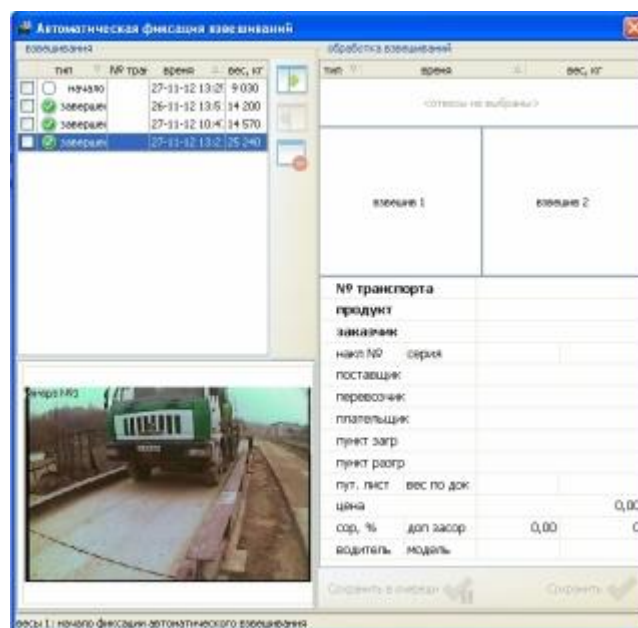 Автоматическая фиксация взвешиваний
взвешивания
тип № тран время вес, кг
начало 27-11-12 13:2 9 030
завершен 26-11-12 13:5 14 200
завершен 27-11-12 10:4 14 570
завершен 27-11-12 13:2 25 240
обработка взвешиваний
тип время вес, кг
<отвесы не выбраны>
взвешив 1 взвешив 2
№ транспорта
продукт
заказчик
накл № серия
поставщик
перевозчик
плательщик
пункт загр
пункт разгр
пут. лист вес по док
цена 0,00
сор, % доп засор 0,00 0
водитель модель
Сохранить в очереди Сохранить
весы 1: начало фиксации автоматического взвешивания